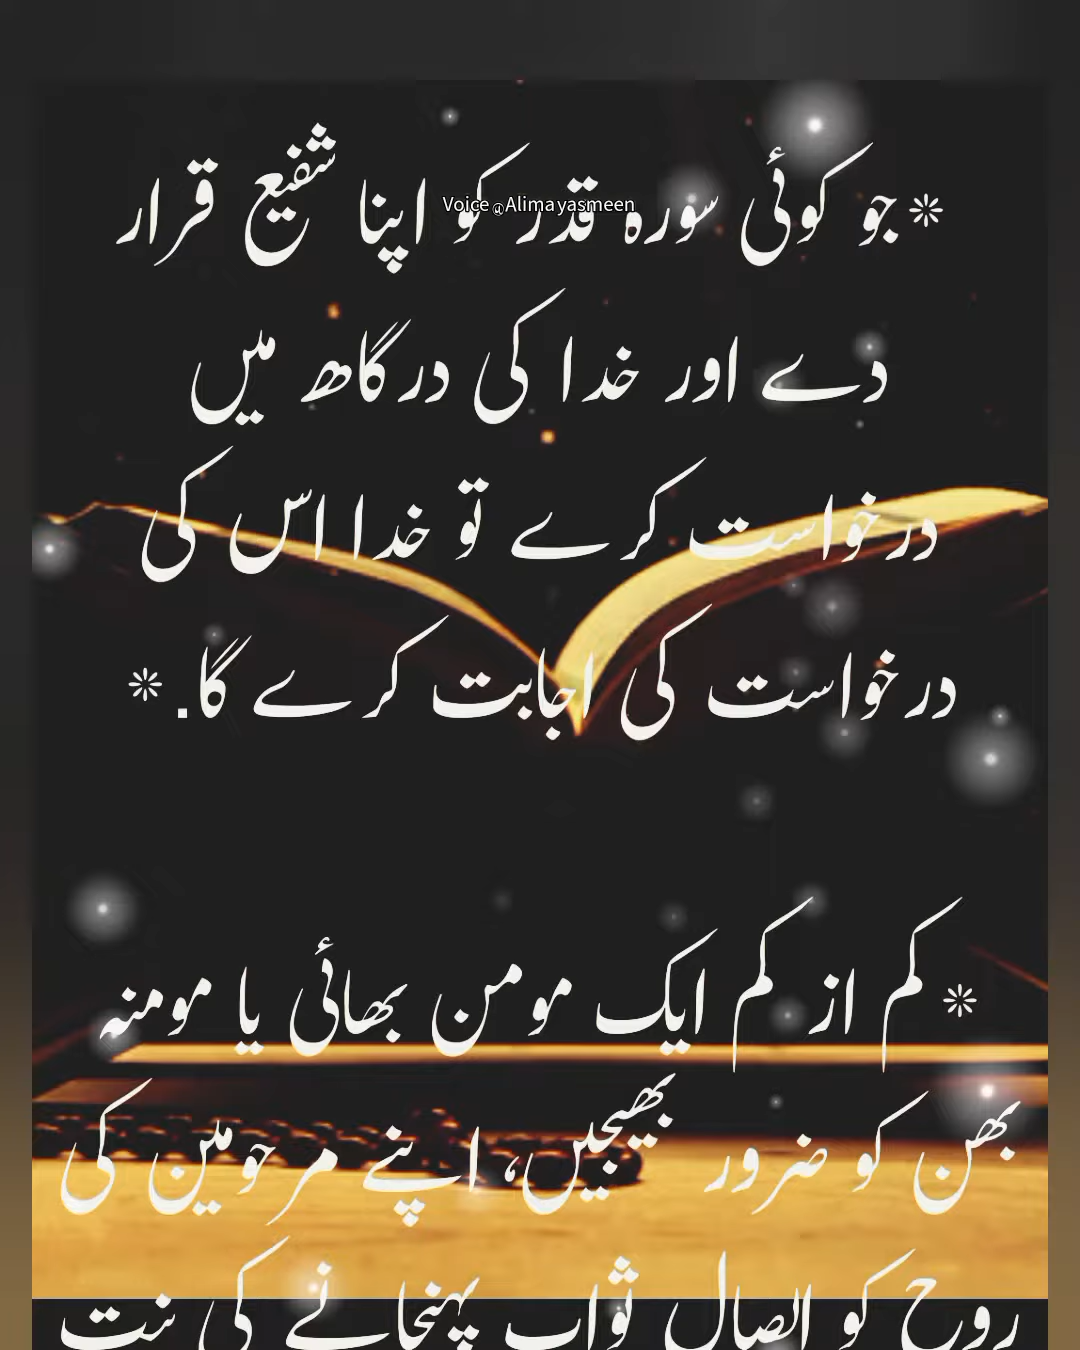 *جو کوئی سورہ قدر کو اپنا شفیع قرار
Voice @Alimayasmeen
دے اور خدا کی درگاھ میں
درخواست کرے تو خدا اس کی
درخواست کی اجابت کرے گا.*
*کم از کم ایک مومن بھائی یا مومنہ
بھن کو ضرور بھیجیں، اپنے مرحومین کی
روح کو ایصال ثواب پہنچانے کی نیت